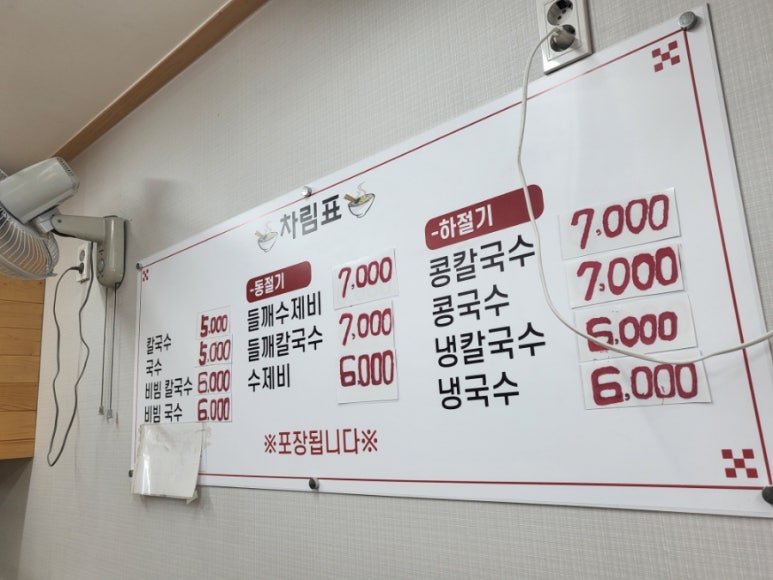 차림표
칼국수 5,000
국수 5,000
비빔 칼국수 6,000
비빔 국수 6,000
-동절기
들깨수제비 7,000
들깨칼국수 7,000
수제비 6,000
-하절기
콩칼국수 7,000
콩국수 7,000
냉칼국수 6,000
냉국수 6,000
※포장됩니다※